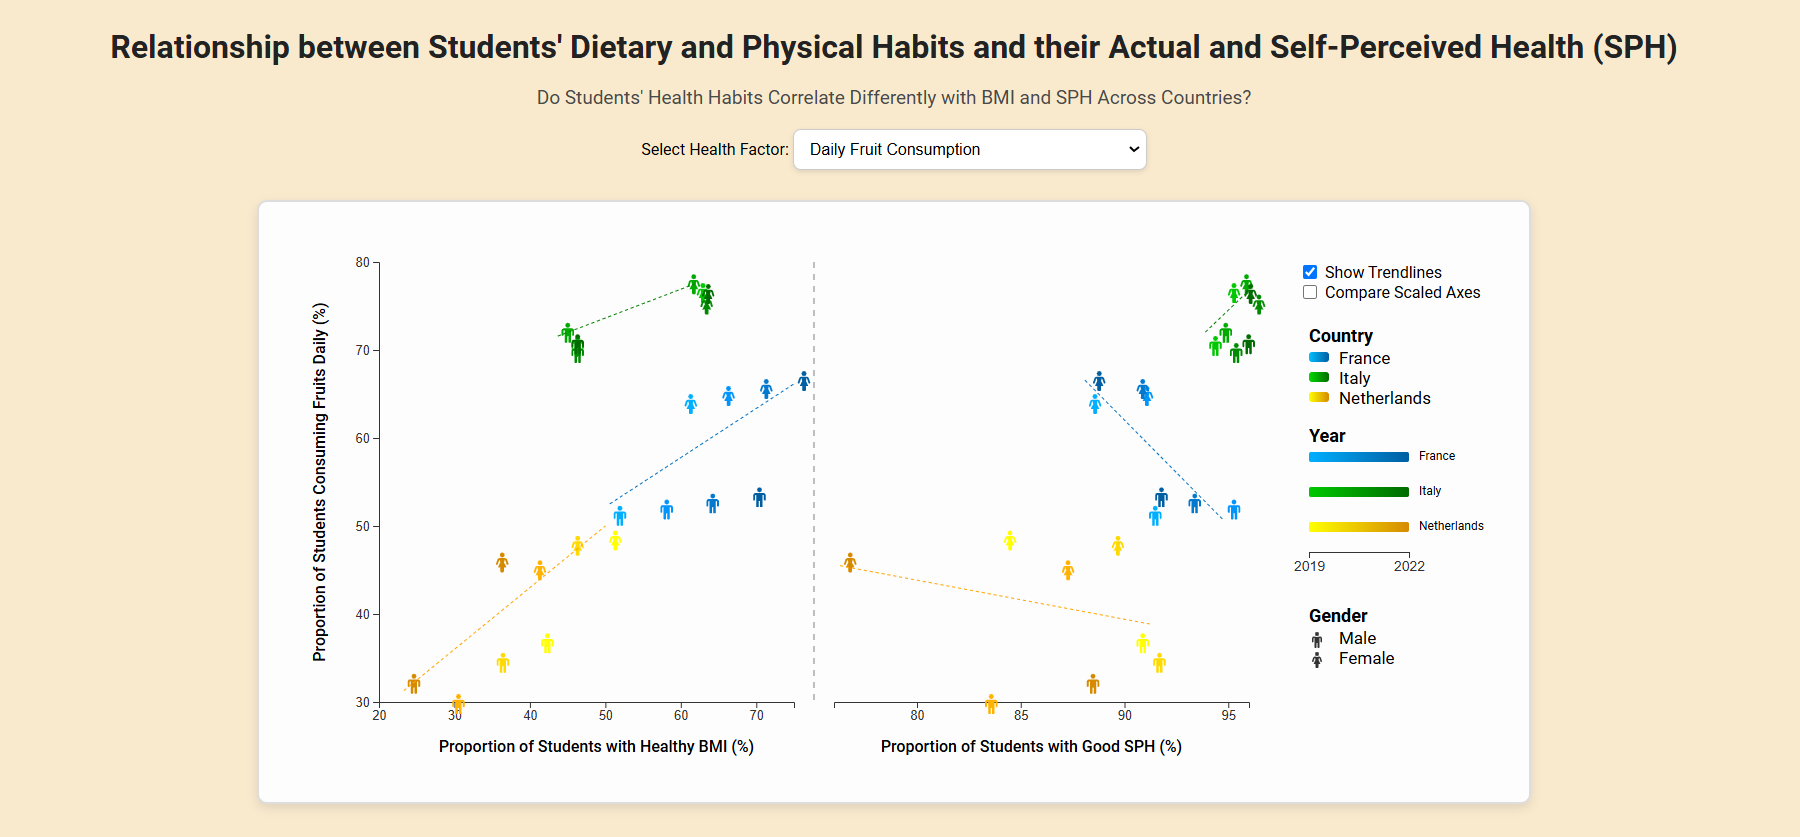 Relationship between Students' Dietary and Physical Habits and their Actual and Self-Perceived Health (SPH)
Do Students' Health Habits Correlate Differently with BMI and SPH Across Countries?
Select Health Factor: Daily Fruit Consumption
Proportion of Students Consuming Fruits Daily (%)
80
70
60
50
40
30
20 30 40 50 60 70
Proportion of Students with Healthy BMI (%)
80 85 90 95
Proportion of Students with Good SPH (%)
Show Trendlines
Compare Scaled Axes
Country
France
Italy
Netherlands
Year
France
Italy
Netherlands
2019 2022
Gender
Male
Female